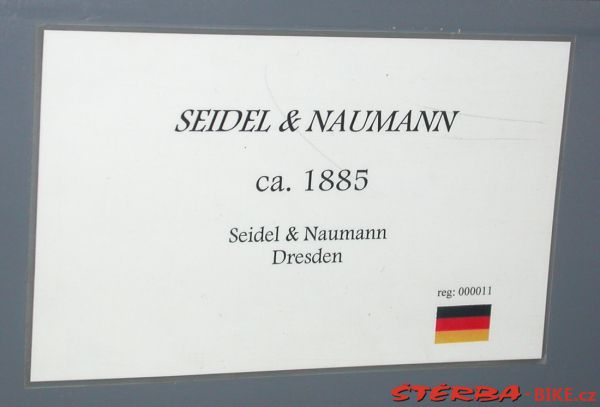 SEIDEL & NAUMANN
ca. 1885
Seidel & Naumann
Dresden
reg: 000011
ŠTĚRBA-BIKE.cz